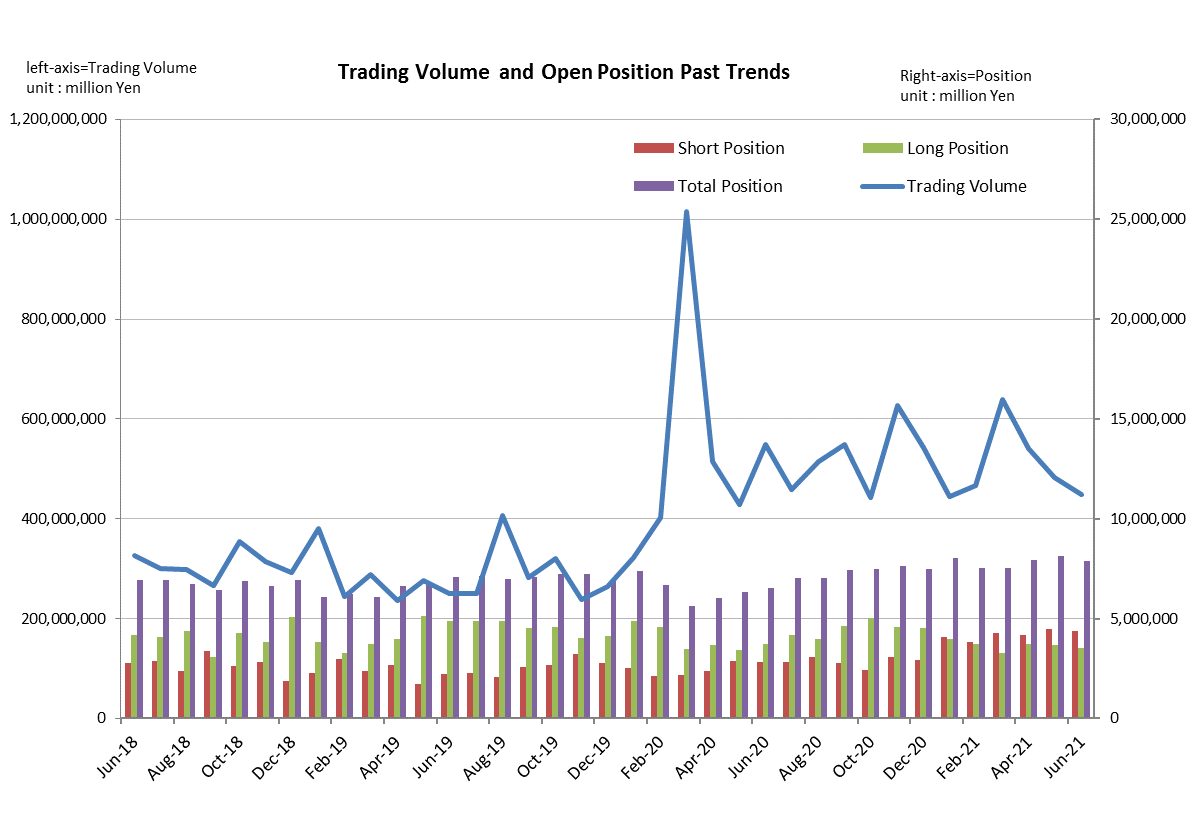 left-axis=Trading Volume
unit : million Yen
Trading Volume and Open Position Past Trends
Right-axis=Position
unit : million Yen
1,200,000,000
1,000,000,000
800,000,000
600,000,000
400,000,000
200,000,000
0
Short Position
Long Position
Total Position
Trading Volume
30,000,000
25,000,000
20,000,000
15,000,000
10,000,000
5,000,000
0
Jun-18
Aug-18
Oct-18
Dec-18
Feb-19
Apr-19
Jun-19
Aug-19
Oct-19
Dec-19
Feb-20
Apr-20
Jun-20
Aug-20
Oct-20
Dec-20
Feb-21
Apr-21
Jun-21